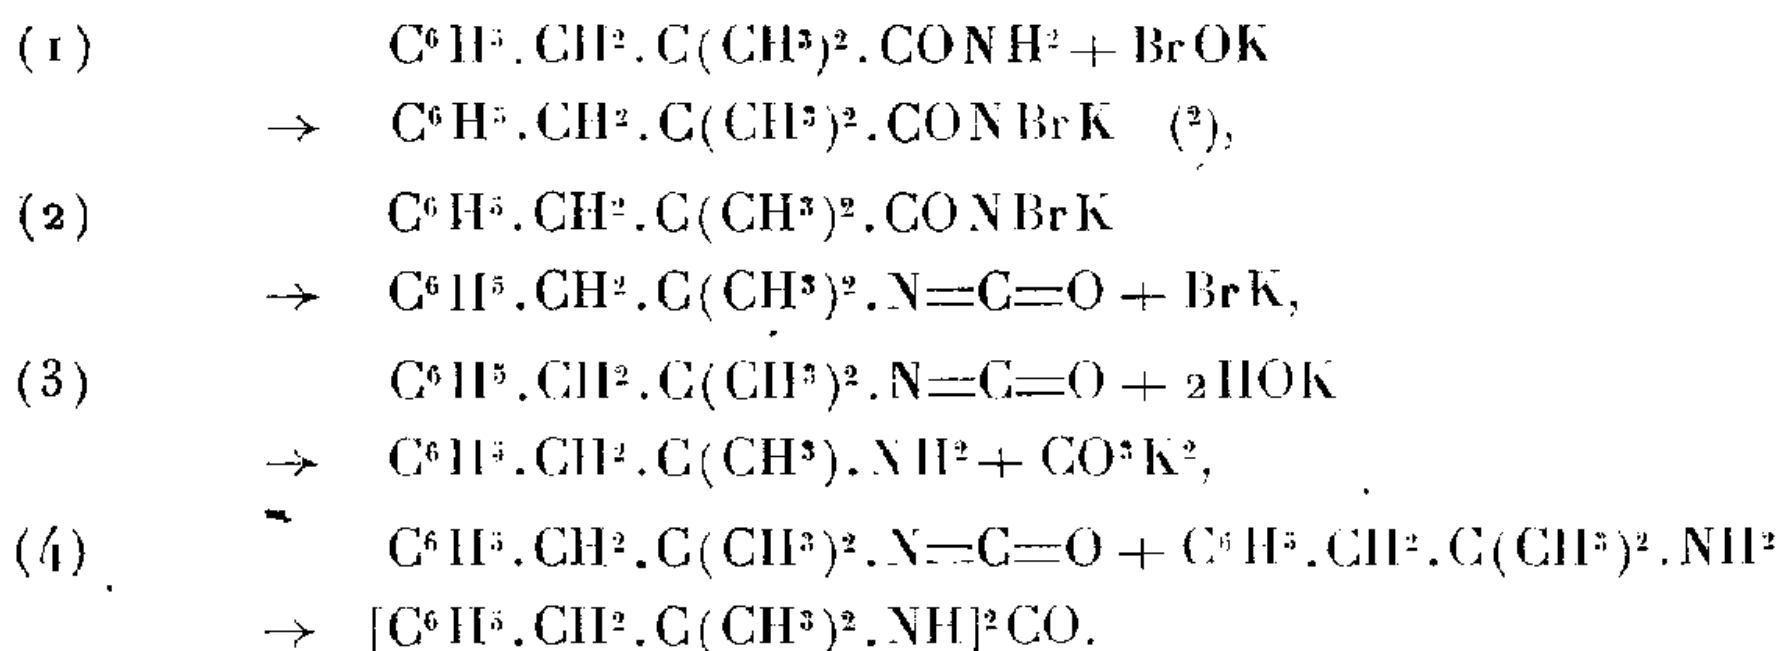 (1) C⁶H⁵.CH².C(CH³)².CONH² + BrOK
→ C⁶H⁵.CH².C(CH³)².CONBrK (²),
(2) C⁶H⁵.CH².C(CH³)².CONBrK
→ C⁶H⁵.CH².C(CH³)².N=C=O + BrK,
(3) C⁶H⁵.CH².C(CH³)².N=C=O + 2HOK
→ C⁶H⁵.CH².C(CH³).NH² + CO³K²,
(4) C⁶H⁵.CH².C(CH³)².N=C=O + C⁶H⁵.CH².C(CH³)².NH²
→ [C⁶H⁵.CH².C(CH³)².NH]²CO.